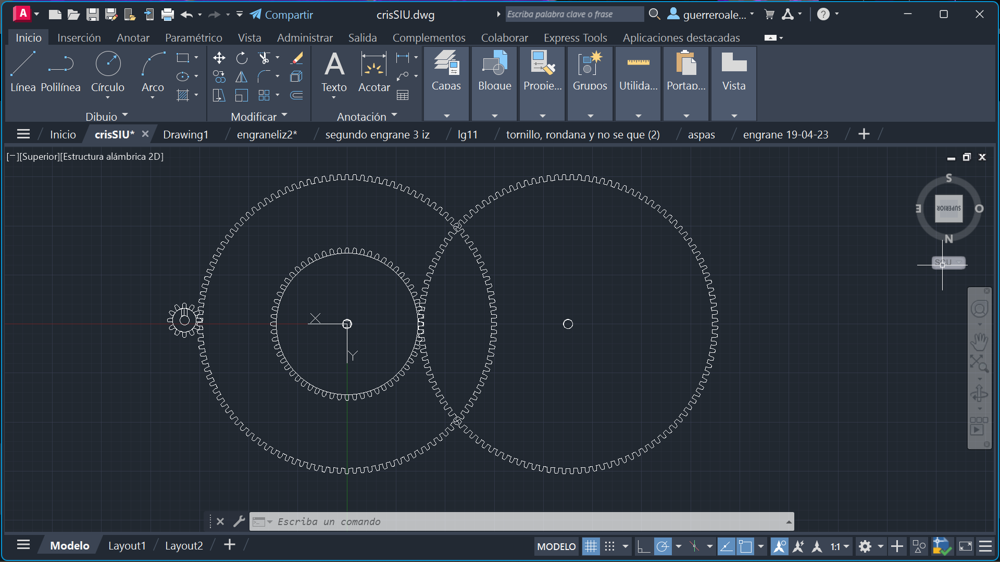 A
Compartir
crisSIU.dwg
Escriba palabra clave o frase
guerreroale...
Inicio Inserción Anotar Paramétrico Vista Administrar Salida Complementos Colaborar Express Tools Aplicaciones destacadas
Línea Polilínea Círculo Arco
Texto Acotar
Capas Bloque Propie... Grupos Utilida... Portap... Vista
Dibujo Modificar Anotación
Inicio crisSIU* Drawing1 engraneliz2* segundo engrane 3 iz lg11 tornillo, rondana y no se que (2) aspas engrane 19-04-23
[−][Superior][Estructura alámbrica 2D]
S
E SUPERIOR O
N
SCU
X
Y
Escriba un comando
Modelo Layout1 Layout2
MODELO 1:1